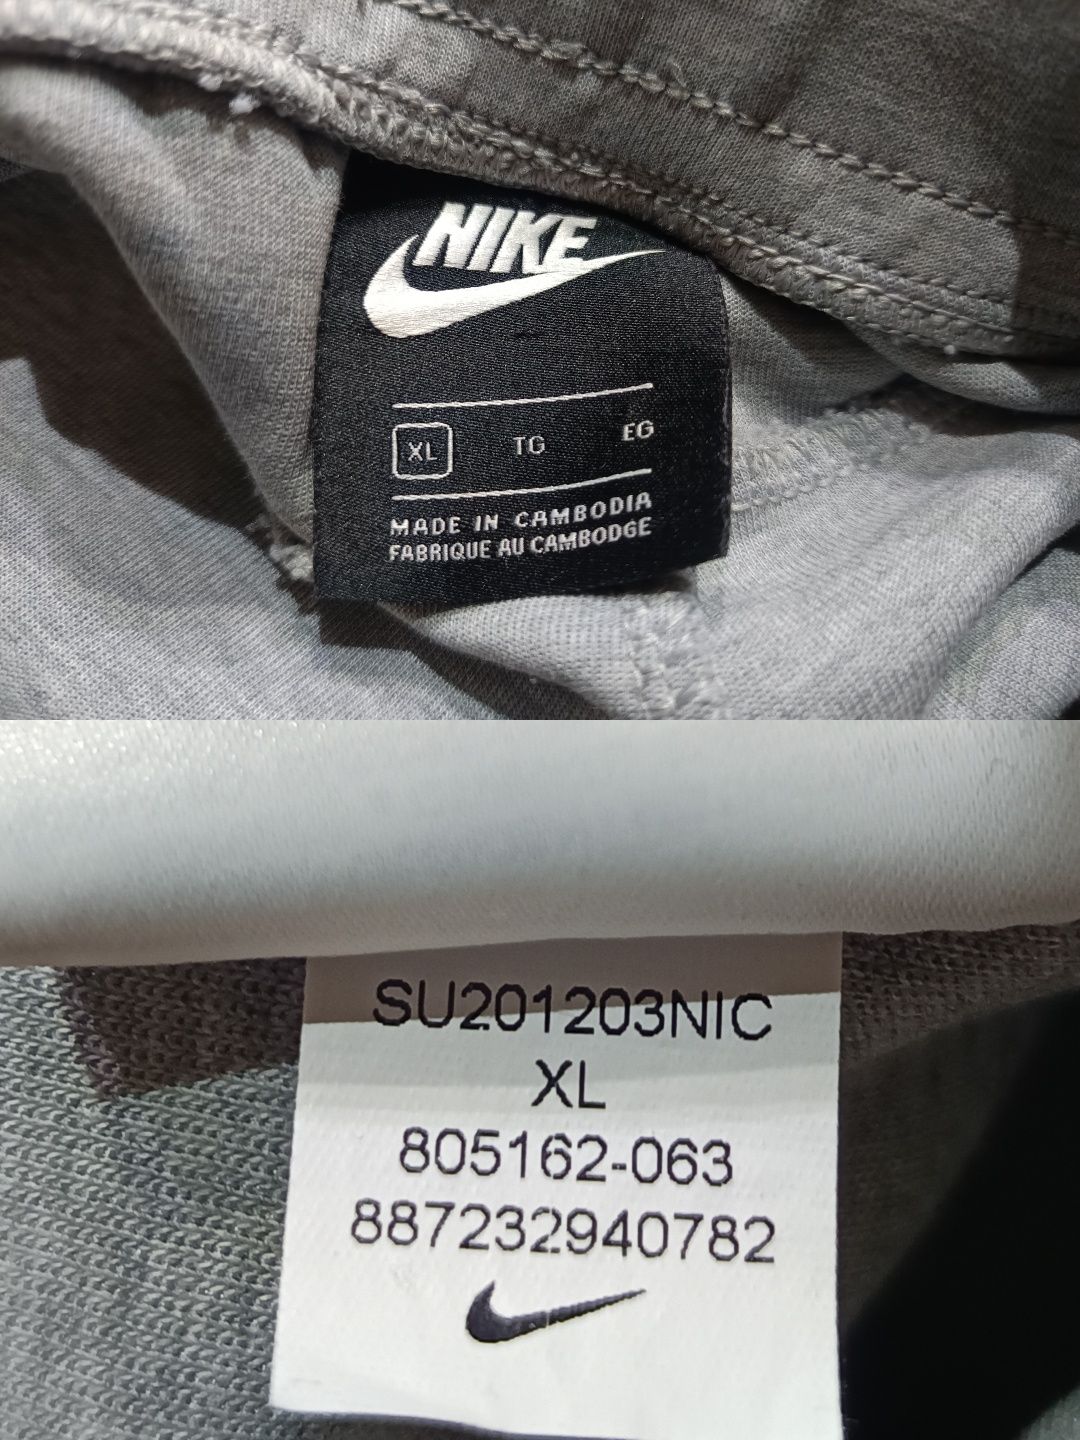 NIKE
XL TG EG
MADE IN CAMBODIA
FABRIQUE AU CAMBODGE
SU201203NIC
XL
805162-063
887232940782